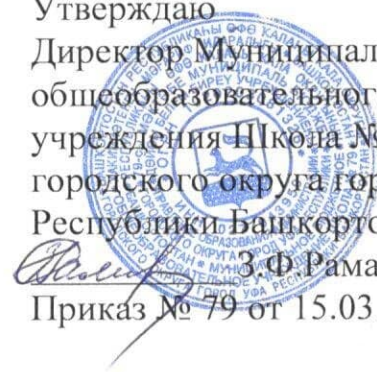 Утверждаю
Директор Муниципал
общеобразовательног
учреждения Школа №
городского округа гор
Республики Башкорто
З.Ф.Рама
Приказ № 79 от 15.03